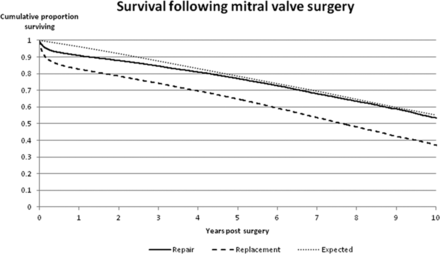 Survival following mitral valve surgery
Cumulative proportion
surviving
1
0.9
0.8
0.7
0.6
0.5
0.4
0.3
0.2
0.1
0
0 1 2 3 4 5 6 7 8 9 10
Years post surgery
Repair Replacement Expected